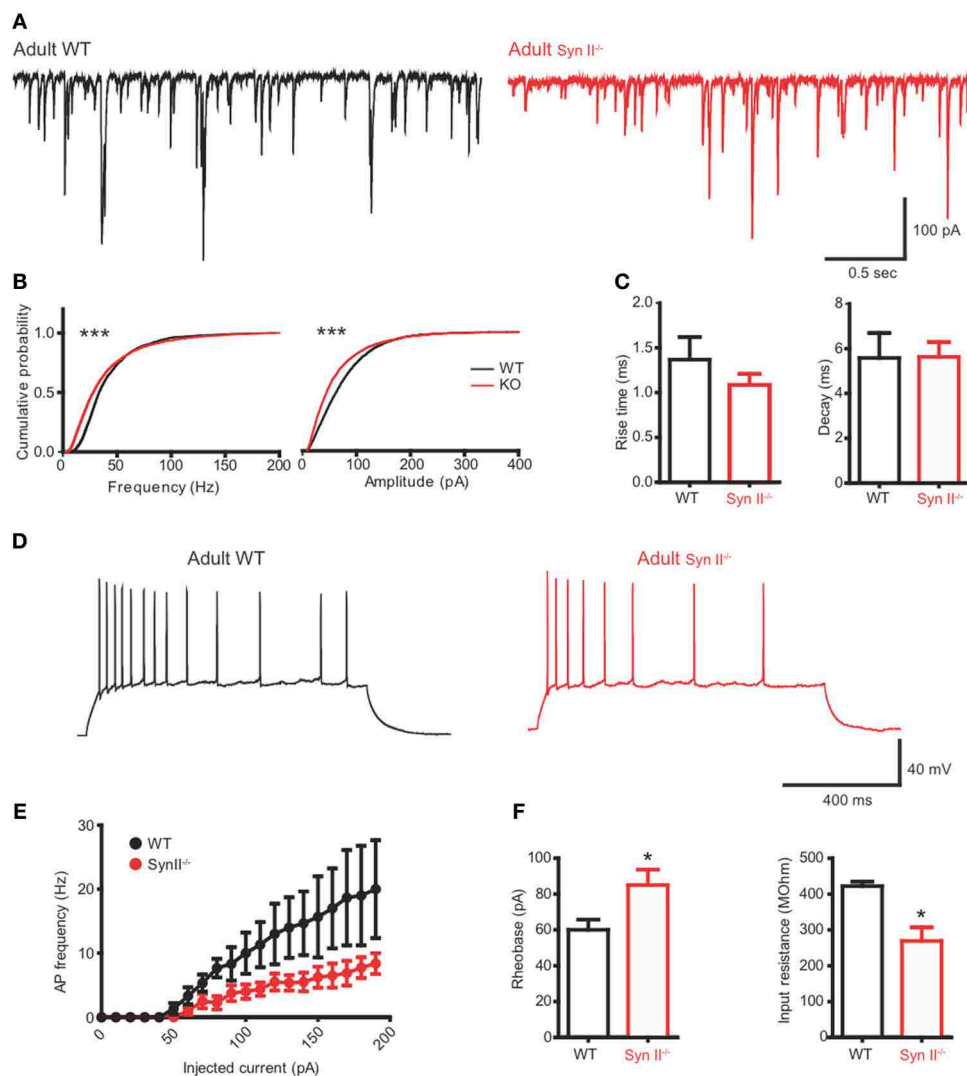 A
Adult WT
Adult Syn II-/-
100 pA
0.5 sec
B
Cumulative probability
1.0
0.5
0.0
***
0 50 100 150 200
Frequency (Hz)
***
WT
KO
0 100 200 300 400
Amplitude (pA)
C
Rise time (ms)
2.0
1.5
1.0
0.5
0.0
WT
Syn II-/-
Decay (ms)
8
6
4
2
0
WT
Syn II-/-
D
Adult WT
Adult Syn II-/-
40 mV
400 ms
E
AP frequency (Hz)
30
20
10
0
WT
SynII-/-
0 50 100 150 200
Injected current (pA)
F
Rheobase (pA)
100
80
60
40
20
0
*
WT
Syn II-/-
Input resistance (MOhm)
500
400
300
200
100
0
*
WT
Syn II-/-